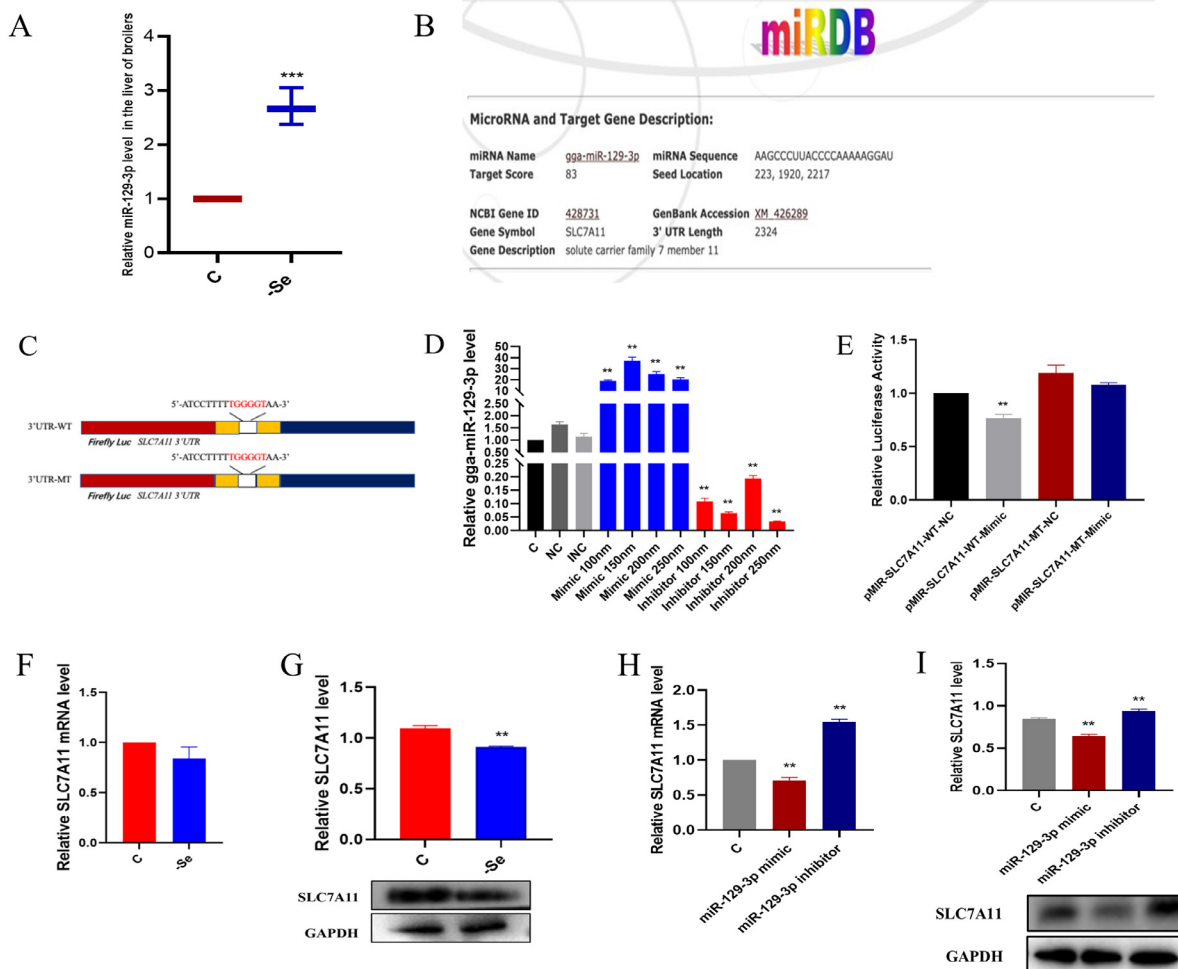 A
Relative miR-129-3p level in the liver of broilers
4
3
2
1
0
***
C
-Se
B
miRDB
MicroRNA and Target Gene Description:
miRNA Name gga-miR-129-3p miRNA Sequence AAGCCCUUACCCCAAAAAGGAU
Target Score 83 Seed Location 223, 1920, 2217
NCBI Gene ID 428731 GenBank Accession XM_426289
Gene Symbol SLC7A11 3' UTR Length 2324
Gene Description solute carrier family 7 member 11
C
5'-ATCCTTTTTGGGGTAA-3'
3'UTR-WT
Firefly Luc SLC7A11 3'UTR
5'-ATCCTTTTTGGGGTAA-3'
3'UTR-MT
Firefly Luc SLC7A11 3'UTR
D
Relative gga-miR-129-3p level
50
40
30
20
10
2.50
2.00
1.50
1.00
0.50
0.25
0.20
0.15
0.10
0.05
0.00
** ** ** **
** ** ** **
C
NC
INC
Mimic 100nm
Mimic 150nm
Mimic 200nm
Mimic 250nm
Inhibitor 100nm
Inhibitor 150nm
Inhibitor 200nm
Inhibitor 250nm
E
Relative Luciferase Activity
1.5
1.0
0.5
0.0
**
pMIR-SLC7A11-WT-NC
pMIR-SLC7A11-WT-Mimic
pMIR-SLC7A11-MT-NC
pMIR-SLC7A11-MT-Mimic
F
Relative SLC7A11 mRNA level
1.5
1.0
0.5
0.0
C
-Se
G
Relative SLC7A11 level
1.5
1.0
0.5
0.0
**
C
-Se
SLC7A11
GAPDH
H
Relative SLC7A11 mRNA level
2.0
1.5
1.0
0.5
0.0
**
**
C
miR-129-3p mimic
miR-129-3p inhibitor
I
Relative SLC7A11 level
1.5
1.0
0.5
0.0
**
**
C
miR-129-3p mimic
miR-129-3p inhibitor
SLC7A11
GAPDH